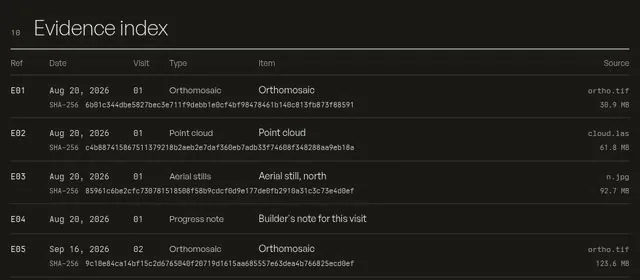 10 Evidence index
Ref Date Visit Type Item Source
E01 Aug 20, 2026 01 Orthomosaic Orthomosaic ortho.tif
SHA-256 6b01c344dbe5827bec3e711f9debb1e0cf4bf98478461b140c813fb873f88591 30.9 MB
E02 Aug 20, 2026 01 Point cloud Point cloud cloud.las
SHA-256 c4b887415867511379218b2aeb2e7daf360eb7adb33f74608f348288aa9eb18a 61.8 MB
E03 Aug 20, 2026 01 Aerial stills Aerial still, north n.jpg
SHA-256 85961c6be2cfc730781518508f58b9cdcf0d9e177de0fb2910a31c3c73e4d0ef 92.7 MB
E04 Aug 20, 2026 01 Progress note Builder's note for this visit
E05 Sep 16, 2026 02 Orthomosaic Orthomosaic ortho.tif
SHA-256 9c10e84ca14bf15c2d6765040f20719d1615aa685557e63dea4b766825ecd0ef 123.6 MB